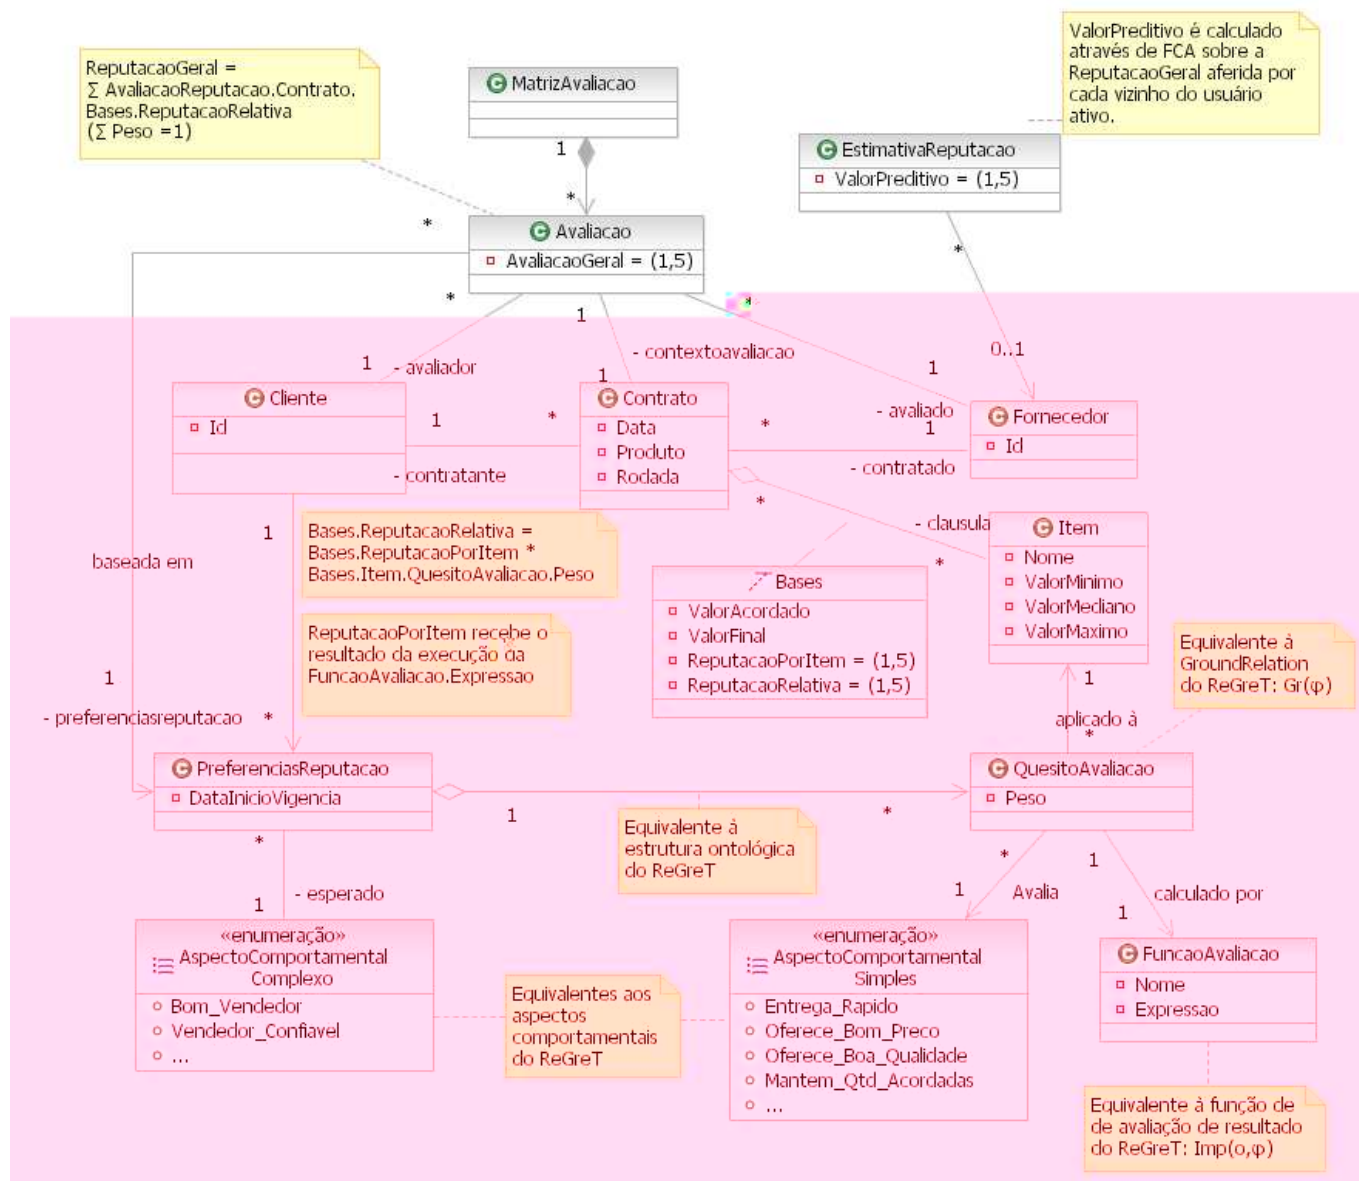 ReputacaoGeral =
∑ AvaliacaoReputacao.Contrato.
Bases.ReputacaoRelativa
(∑ Peso =1)
MatrizAvaliacao
ValorPreditivo é calculado
através de FCA sobre a
ReputacaoGeral aferida por
cada vizinho do usuário
ativo.
1
*
EstimativaReputacao
ValorPreditivo = (1,5)
*
Avaliacao
AvaliacaoGeral = (1,5)
*
*
1
*
1
- avaliador
- contextoavaliacao
1
0..1
1
Cliente
Id
Contrato
Data
Produto
Rodada
Fornecedor
Id
1
*
- contratante
*
- avaliado
1
- contratado
*
- clausula
*
Item
Nome
ValorMinimo
ValorMediano
ValorMaximo
1
baseada em
Bases.ReputacaoRelativa =
Bases.ReputacaoPorItem *
Bases.Item.QuesitoAvaliacao.Peso
Bases
ValorAcordado
ValorFinal
ReputacaoPorItem = (1,5)
ReputacaoRelativa = (1,5)
ReputacaoPorItem recebe o
resultado da execução da
FuncaoAvaliacao.Expressao
Equivalente à
GroundRelation
do ReGreT: Gr(φ)
1
- preferenciasreputacao
*
1
aplicado à
*
PreferenciasReputacao
DataInicioVigencia
QuesitoAvaliacao
Peso
1
*
Equivalente à
estrutura ontológica
do ReGreT
*
- esperado
1
*
Avalia
1
1
calculado por
1
«enumeração»
AspectoComportamental
Complexo
Bom_Vendedor
Vendedor_Confiavel
...
Equivalentes aos
aspectos
comportamentais
do ReGreT
«enumeração»
AspectoComportamental
Simples
Entrega_Rapido
Oferece_Bom_Preco
Oferece_Boa_Qualidade
Mantem_Qtd_Acordadas
...
FuncaoAvaliacao
Nome
Expressao
Equivalente à função de
de avaliação de resultado
do ReGreT: Imp(o,φ)